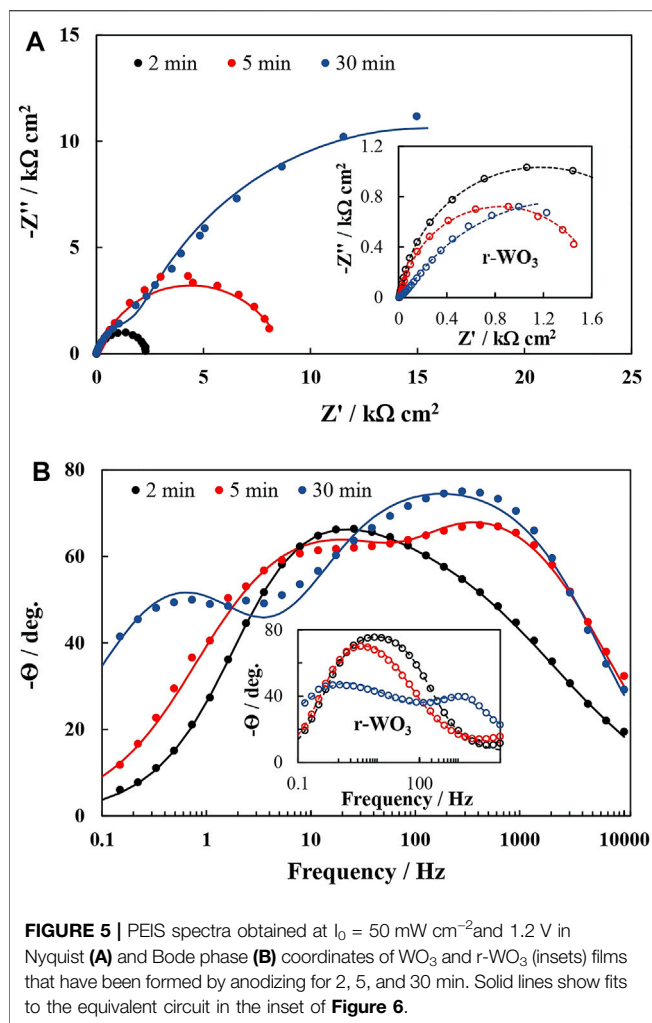 A
15
2 min 5 min 30 min
10
5
0
-Z" / kΩ cm²
0 5 10 15 20 25
Z' / kΩ cm²
1.2
0.8
0.4
0
-Z" / kΩ cm²
r-WO₃
0 0.4 0.8 1.2 1.6
Z' / kΩ cm²
B
80
2 min 5 min 30 min
60
40
20
0
-Θ / deg.
0.1 1 10 100 1000 10000
Frequency / Hz
80
40
0
-Θ / deg.
r-WO₃
0.1 100
Frequency / Hz
FIGURE 5 | PEIS spectra obtained at I₀ = 50 mW cm⁻²and 1.2 V in
Nyquist (A) and Bode phase (B) coordinates of WO₃ and r-WO₃ (insets) films
that have been formed by anodizing for 2, 5, and 30 min. Solid lines show fits
to the equivalent circuit in the inset of Figure 6.